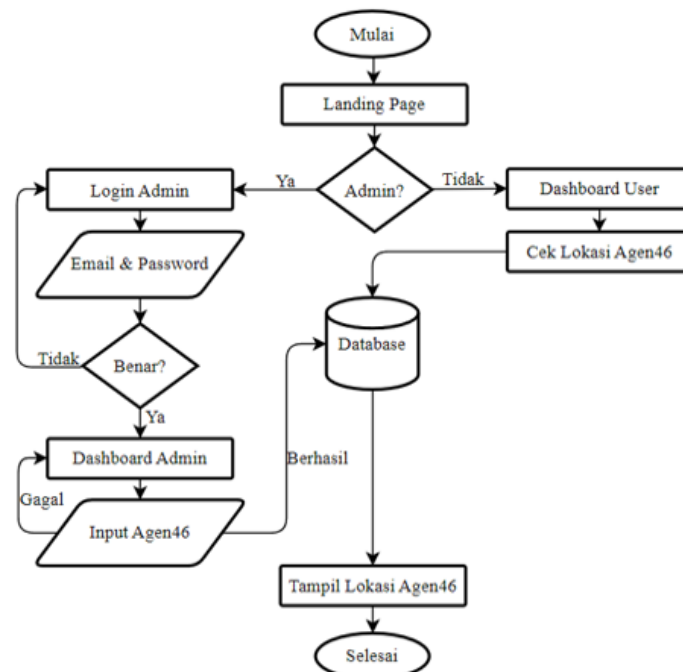 Mulai
Landing Page
Admin?
Ya
Tidak
Login Admin
Dashboard User
Email & Password
Cek Lokasi Agen46
Benar?
Tidak
Ya
Database
Dashboard Admin
Gagal
Input Agen46
Berhasil
Tampil Lokasi Agen46
Selesai